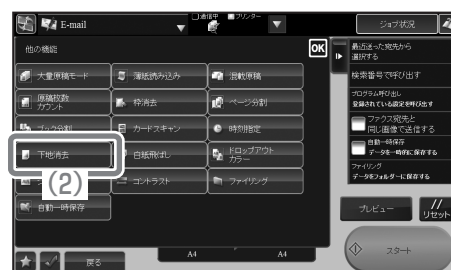 E-mail
通信中
プリンター
ジョブ状況
他の機能
OK
大量原稿モード
薄紙読み込み
混載原稿
原稿枚数
カウント
枠消去
ページ分割
ブック分割
カードスキャン
時刻指定
下地消去
白紙飛ばし
ドロップアウト
カラー
(2)
コントラスト
ファイリング
自動一時保存
戻る
A4
A4
最近送った宛先から
選択する
検索番号で呼び出す
プログラム呼び出し
登録されている設定を呼び出す
ファクス宛先と
同じ画像で送信する
自動一時保存
データを一時的に保存する
ファイリング
データをフォルダーに保存する
プレビュー
リセット
スタート